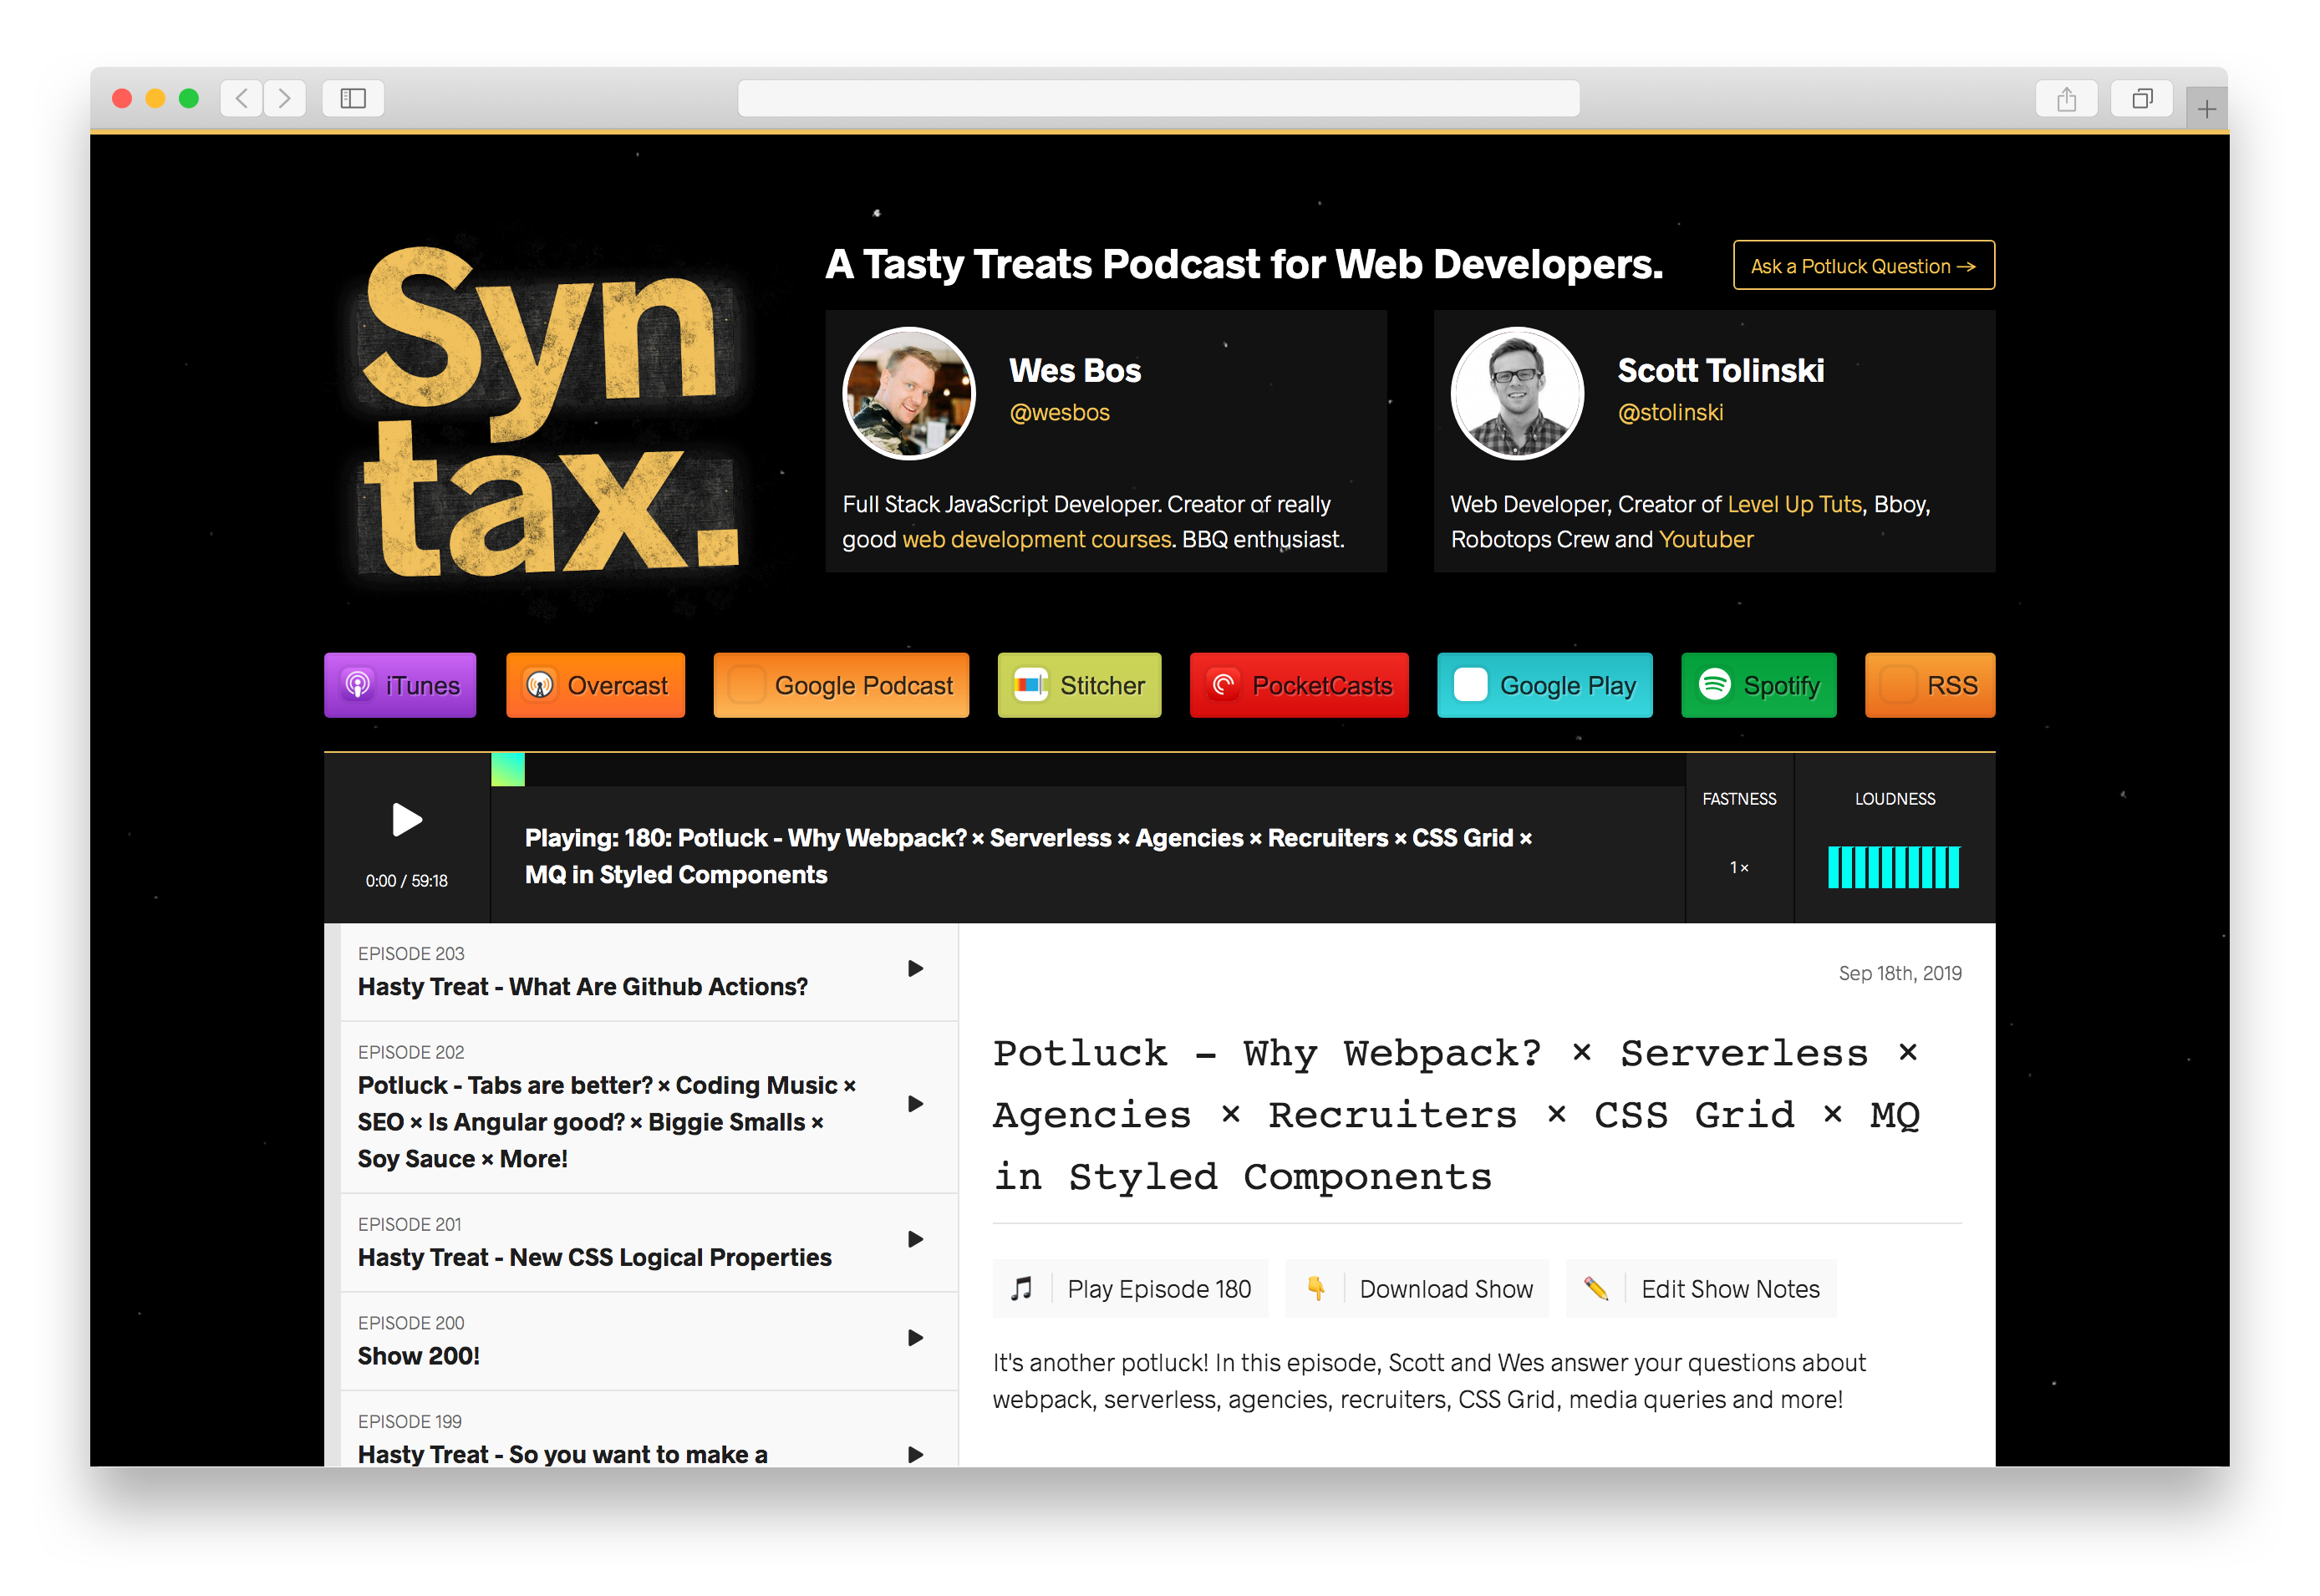 Syn
tax.
A Tasty Treats Podcast for Web Developers.
Ask a Potluck Question →
Wes Bos
@wesbos
Full Stack JavaScript Developer. Creator of really
good web development courses. BBQ enthusiast.
Scott Tolinski
@stolinski
Web Developer, Creator of Level Up Tuts, Bboy,
Robotops Crew and Youtuber
iTunes
Overcast
Google Podcast
Stitcher
PocketCasts
Google Play
Spotify
RSS
0:00 / 59:18
Playing: 180: Potluck - Why Webpack? × Serverless × Agencies × Recruiters × CSS Grid ×
MQ in Styled Components
FASTNESS
1×
LOUDNESS
EPISODE 203
Hasty Treat - What Are Github Actions?
EPISODE 202
Potluck - Tabs are better? × Coding Music ×
SEO × Is Angular good? × Biggie Smalls ×
Soy Sauce × More!
EPISODE 201
Hasty Treat - New CSS Logical Properties
EPISODE 200
Show 200!
EPISODE 199
Hasty Treat - So you want to make a
Sep 18th, 2019
Potluck - Why Webpack? × Serverless ×
Agencies × Recruiters × CSS Grid × MQ
in Styled Components
Play Episode 180
Download Show
Edit Show Notes
It's another potluck! In this episode, Scott and Wes answer your questions about
webpack, serverless, agencies, recruiters, CSS Grid, media queries and more!